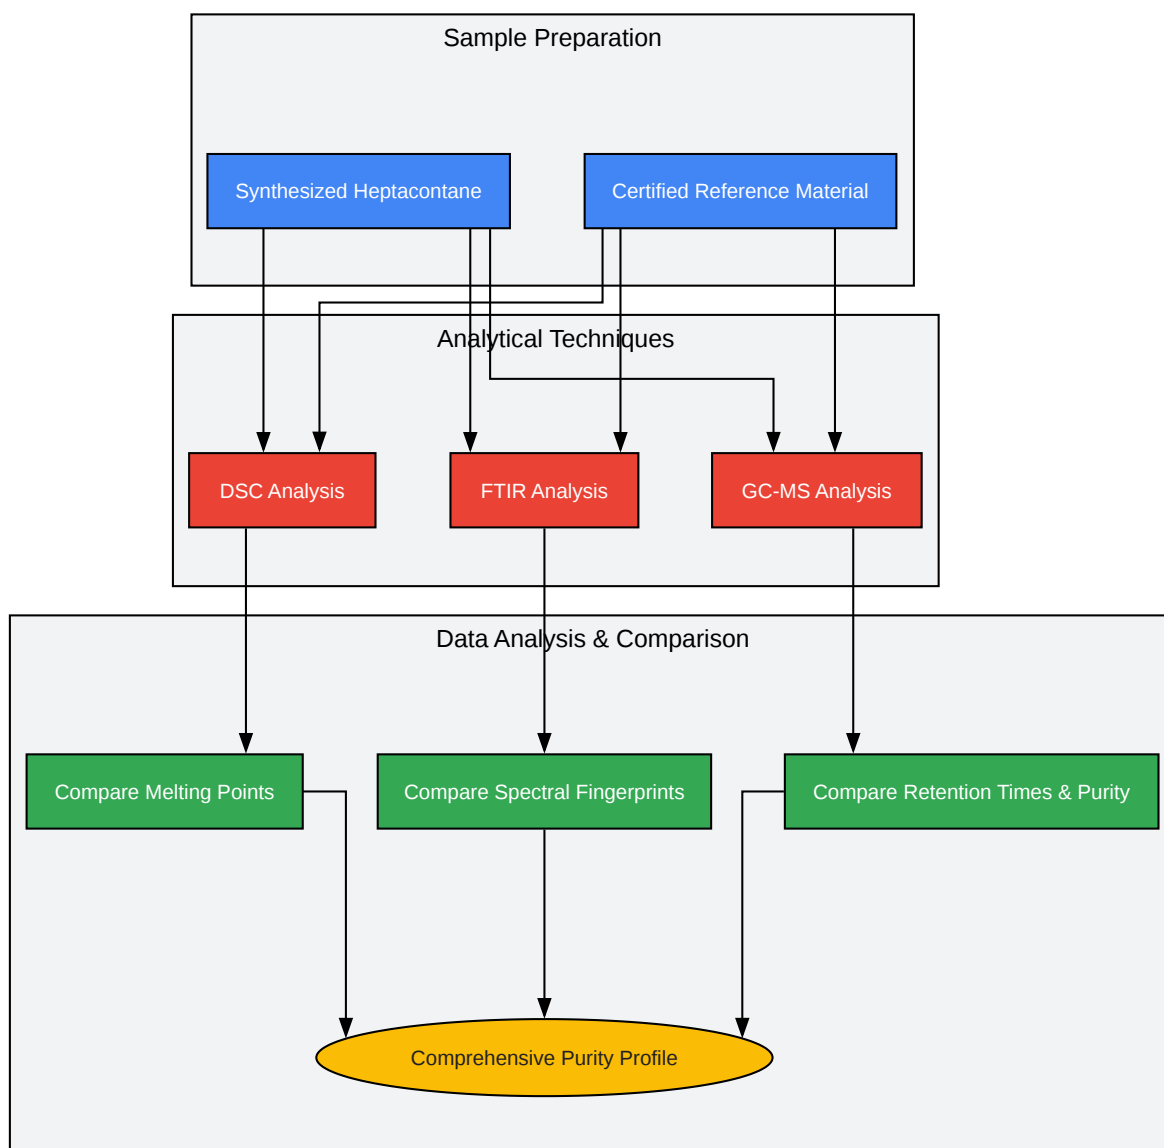 Sample Preparation
Synthesized Heptacontane
Certified Reference Material
Analytical Techniques
DSC Analysis
FTIR Analysis
GC-MS Analysis
Data Analysis & Comparison
Compare Melting Points
Compare Spectral Fingerprints
Compare Retention Times & Purity
Comprehensive Purity Profile